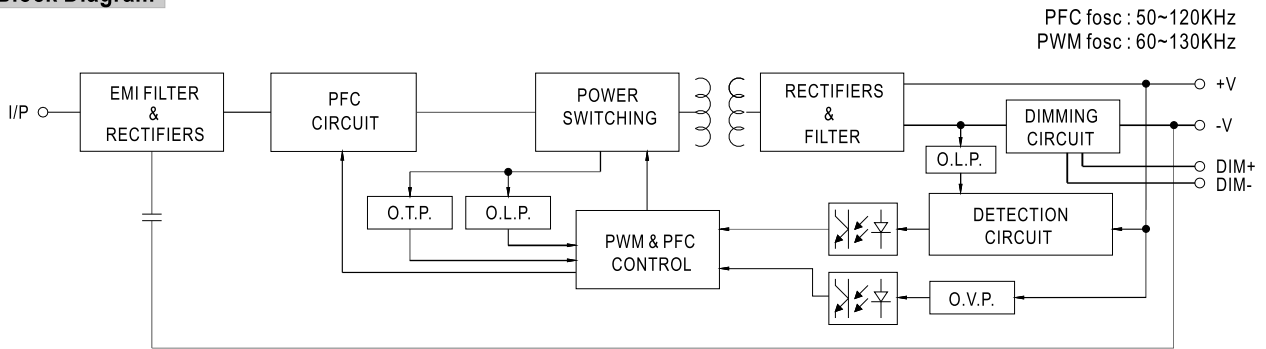 Block Diagram
PFC fosc : 50~120KHz
PWM fosc : 60~130KHz
I/P
EMI FILTER
&
RECTIFIERS
PFC
CIRCUIT
POWER
SWITCHING
RECTIFIERS
&
FILTER
DIMMING
CIRCUIT
+V
-V
DIM+
DIM-
O.L.P.
O.T.P.
O.L.P.
PWM & PFC
CONTROL
DETECTION
CIRCUIT
O.V.P.